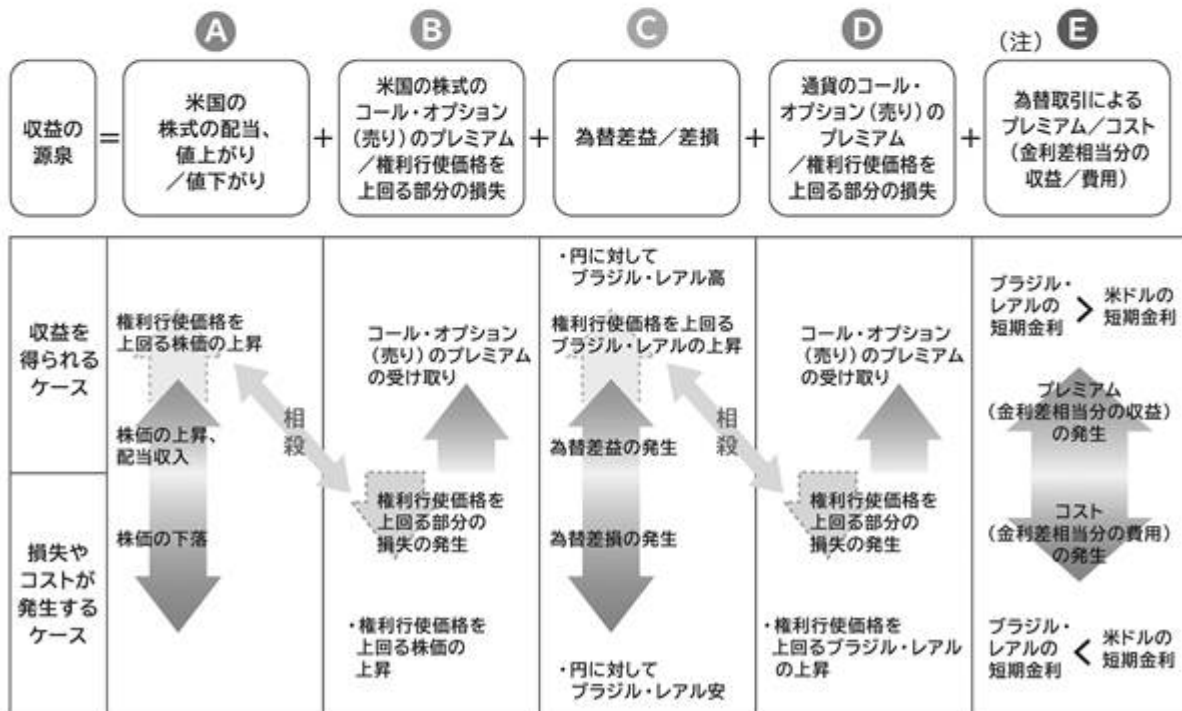 A
B
C
D
(注) E
収益の
源泉
=
米国の
株式の配当、
値上がり
／値下がり
+
米国の株式の
コール・オプション
(売り)のプレミアム
／権利行使価格を
上回る部分の損失
+
為替差益／差損
+
通貨のコール・
オプション(売り)の
プレミアム
／権利行使価格を
上回る部分の損失
+
為替取引による
プレミアム／コスト
(金利差相当分の
収益／費用)
収益を
得られる
ケース
権利行使価格を
上回る株価の上昇
株価の上昇、
配当収入
相殺
コール・オプション
(売り)のプレミアム
の受け取り
・円に対して
ブラジル・レアル高
権利行使価格を上回る
ブラジル・レアルの上昇
為替差益の発生
相殺
コール・オプション
(売り)のプレミアム
の受け取り
ブラジル・
レアルの
短期金利
>
米ドルの
短期金利
プレミアム
(金利差相当分の収益)
の発生
損失や
コストが
発生する
ケース
株価の下落
権利行使価格を
上回る部分の
損失の発生
・権利行使価格を
上回る株価の
上昇
為替差損の発生
・円に対して
ブラジル・レアル安
権利行使価格を
上回る部分の
損失の発生
・権利行使価格を
上回るブラジル・レアル
の上昇
コスト
(金利差相当分の費用)
の発生
ブラジル・
レアルの
短期金利
<
米ドルの
短期金利